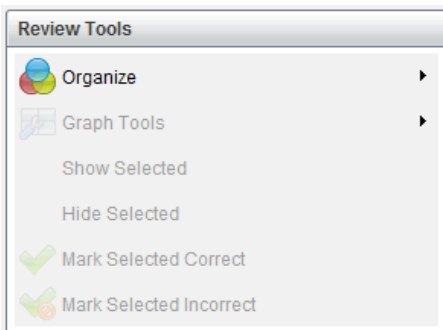 Review Tools
Organize
Graph Tools
Show Selected
Hide Selected
Mark Selected Correct
Mark Selected Incorrect